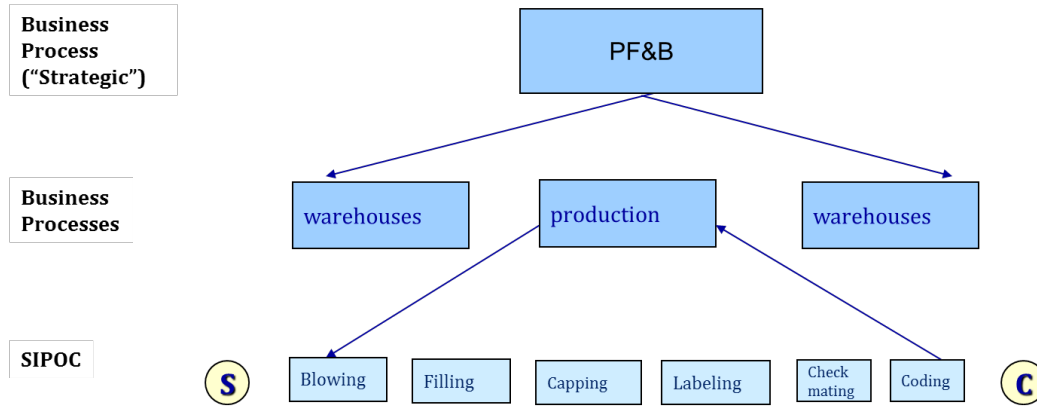 Business
Process
(“Strategic”)
PF&B
Business
Processes
warehouses
production
warehouses
SIPOC
S
Blowing
Filling
Capping
Labeling
Check
mating
Coding
C